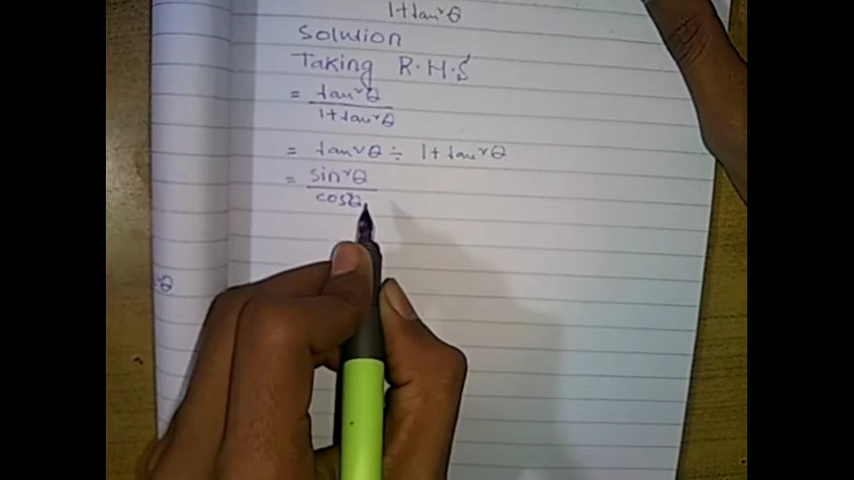 1+tan²θ
Solution
Taking R.H.S
= tan²θ
1+tan²θ
= tan²θ ÷ 1+tan²θ
= sin²θ
cos²θ
θ